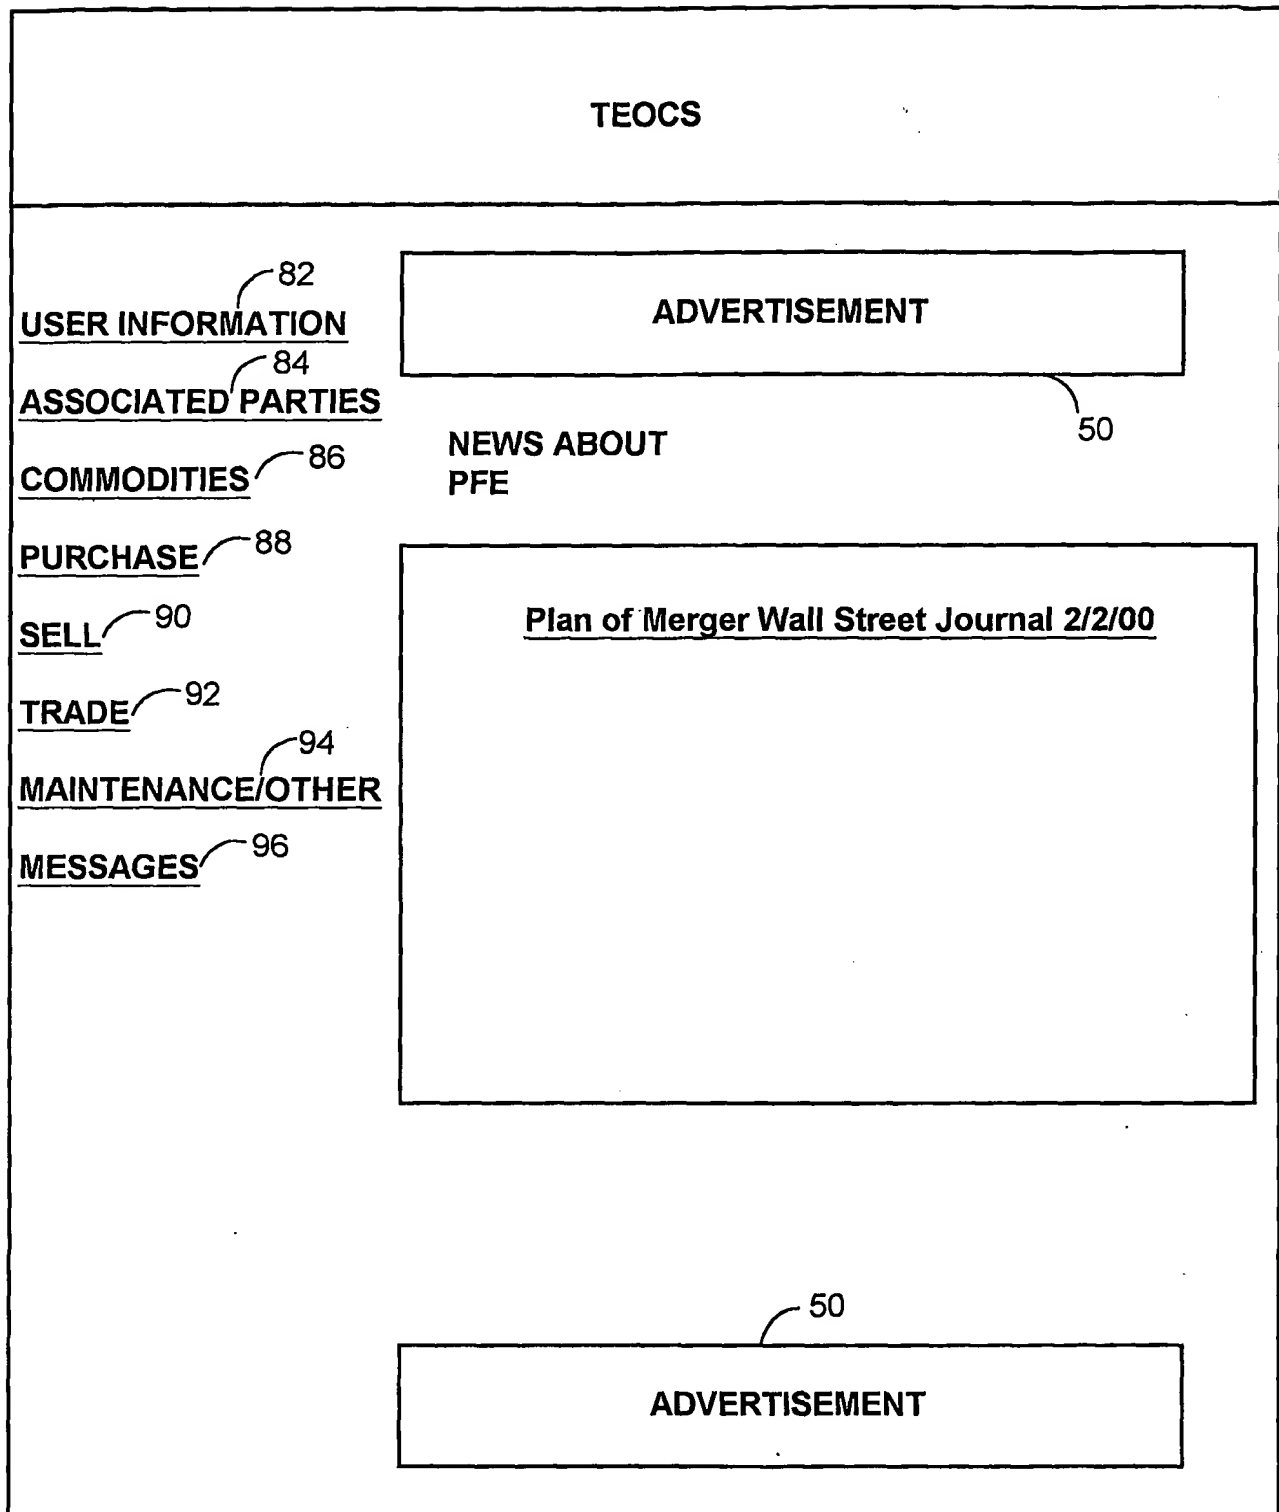 TEOCS
82
USER INFORMATION
84
ASSOCIATED PARTIES
86
COMMODITIES
88
PURCHASE
90
SELL
92
TRADE
94
MAINTENANCE/OTHER
96
MESSAGES
ADVERTISEMENT
50
NEWS ABOUT
PFE
Plan of Merger Wall Street Journal 2/2/00
50
ADVERTISEMENT